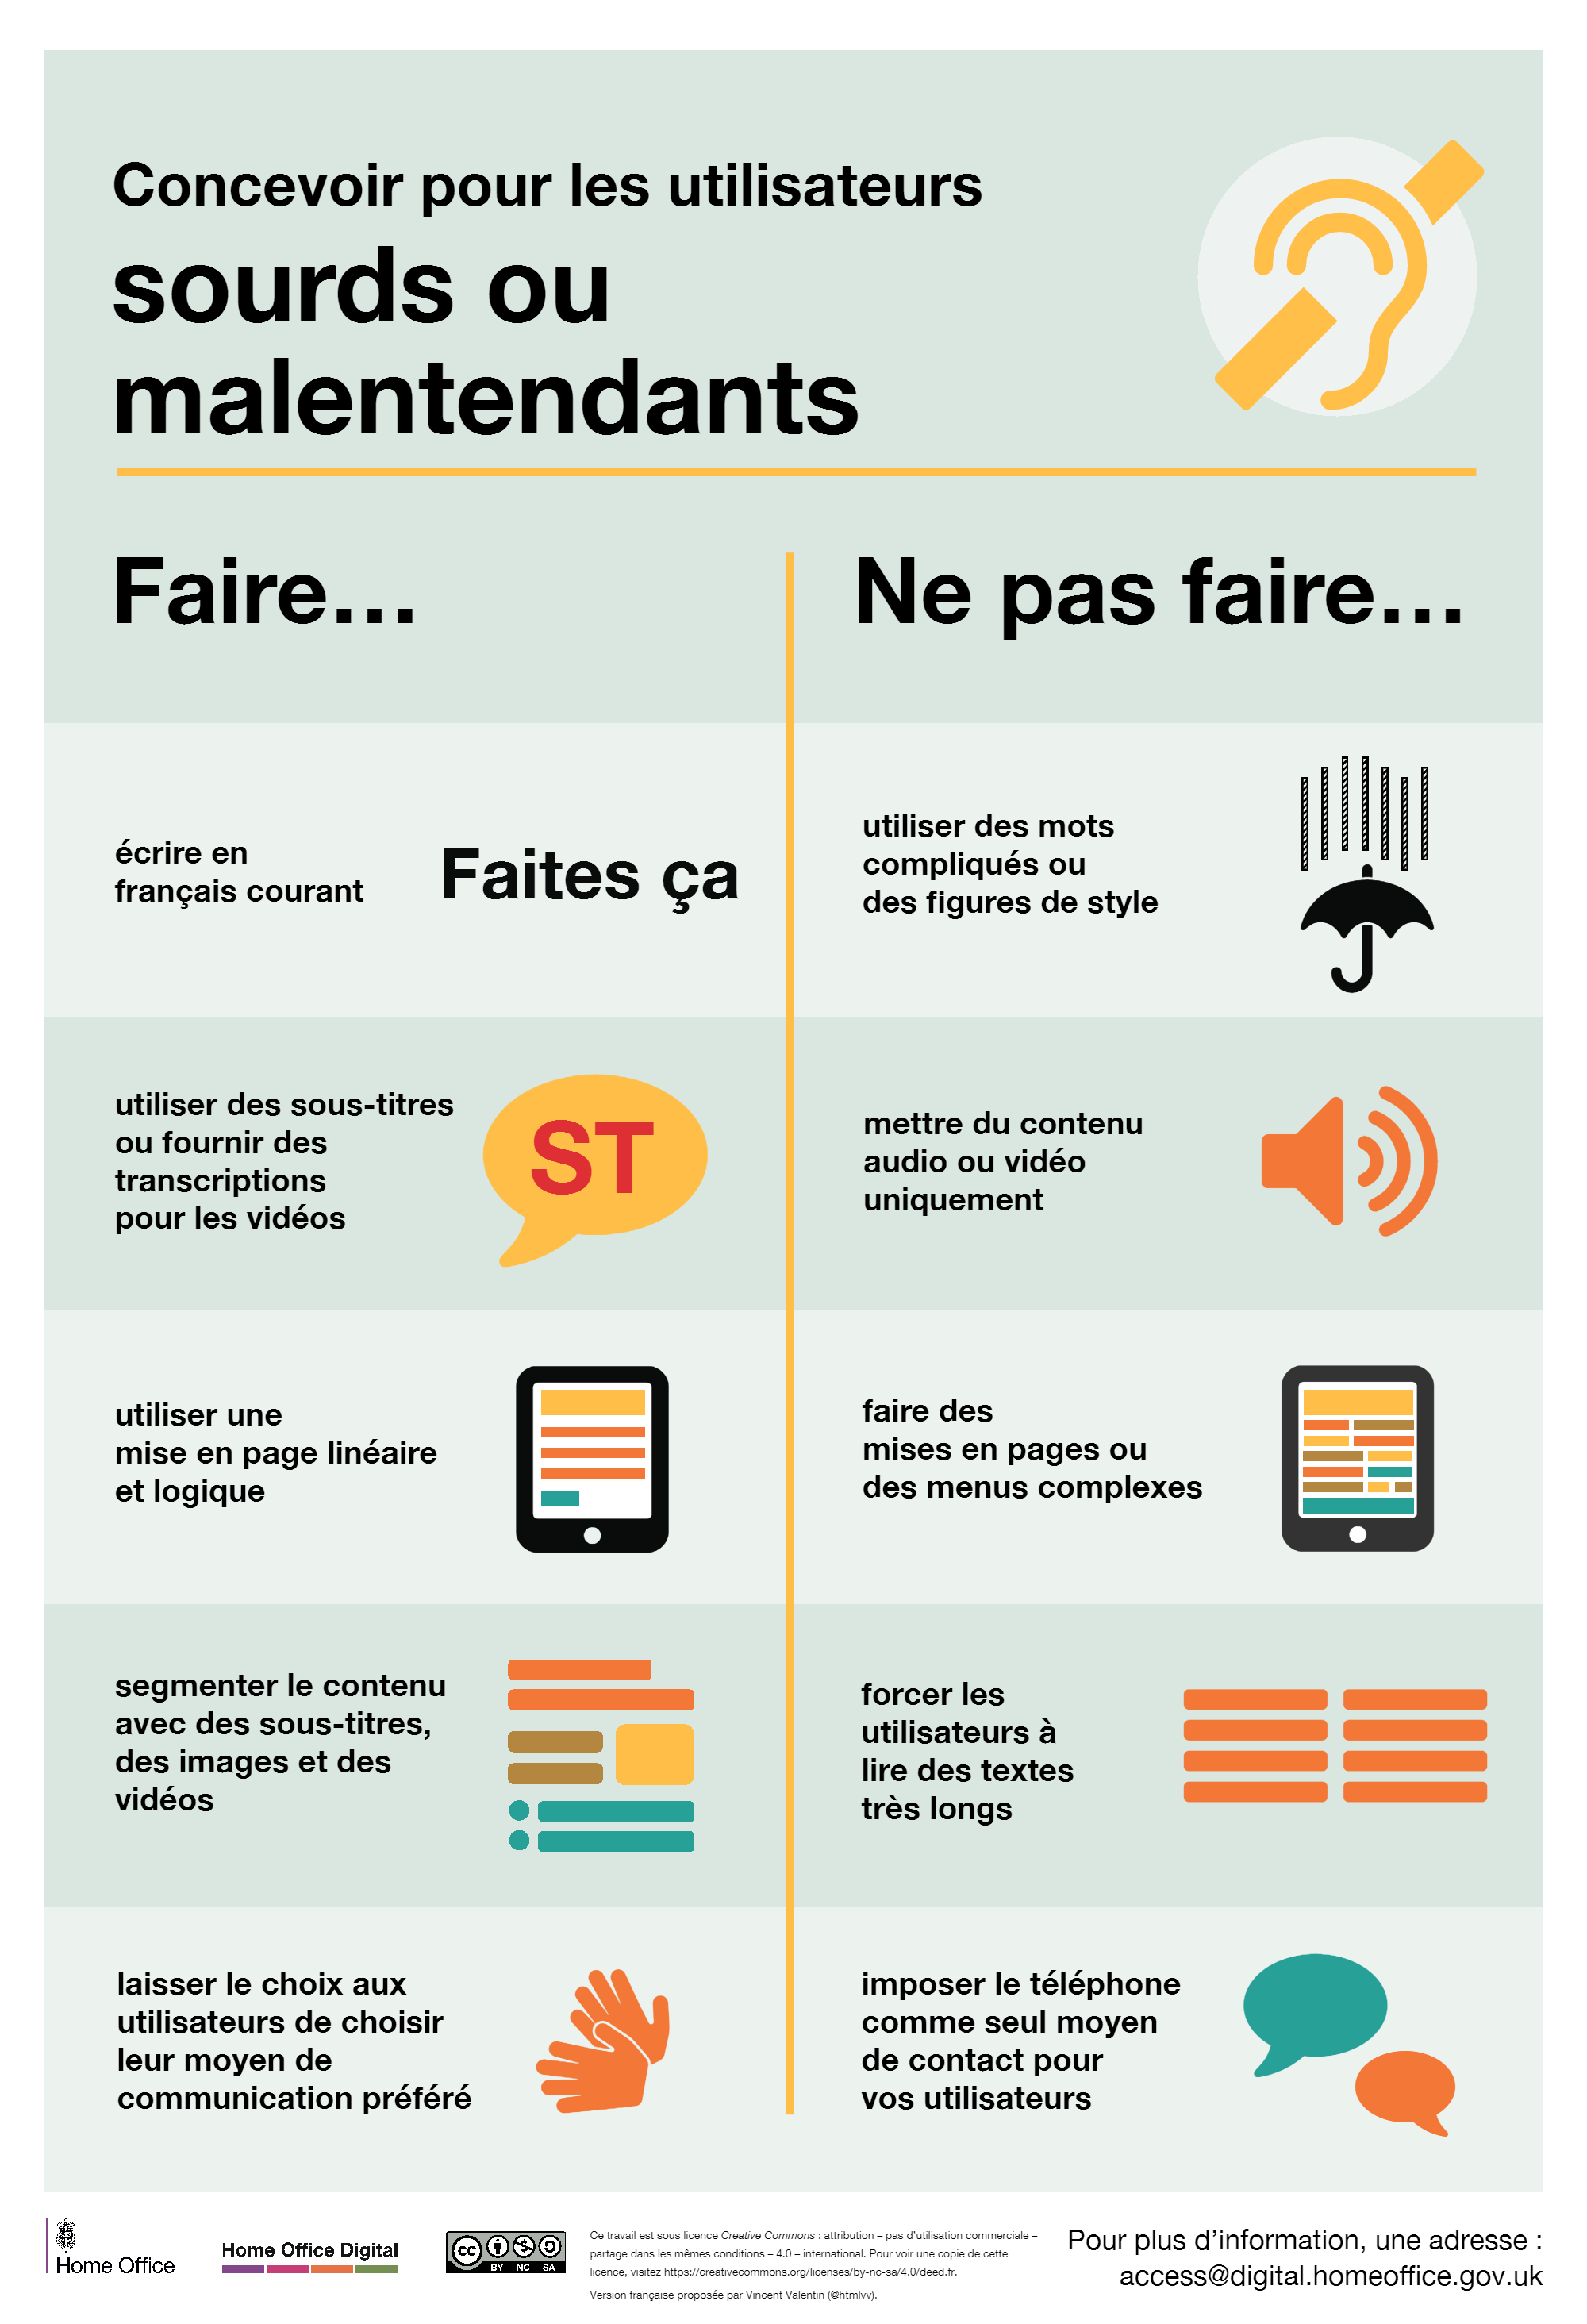 Concevoir pour les utilisateurs
sourds ou
malentendants
Faire…
Ne pas faire…
écrire en
français courant
Faites ça
utiliser des mots
compliqués ou
des figures de style
utiliser des sous-titres
ou fournir des
transcriptions
pour les vidéos
ST
mettre du contenu
audio ou vidéo
uniquement
utiliser une
mise en page linéaire
et logique
faire des
mises en pages ou
des menus complexes
segmenter le contenu
avec des sous-titres,
des images et des
vidéos
forcer les
utilisateurs à
lire des textes
très longs
laisser le choix aux
utilisateurs de choisir
leur moyen de
communication préféré
imposer le téléphone
comme seul moyen
de contact pour
vos utilisateurs
Home Office
Home Office Digital
cc
BY NC SA
Ce travail est sous licence Creative Commons : attribution – pas d’utilisation commerciale –
partage dans les mêmes conditions – 4.0 – international. Pour voir une copie de cette
licence, visitez https://creativecommons.org/licenses/by-nc-sa/4.0/deed.fr.
Version française proposée par Vincent Valentin (@htmlvv).
Pour plus d’information, une adresse :
access@digital.homeoffice.gov.uk